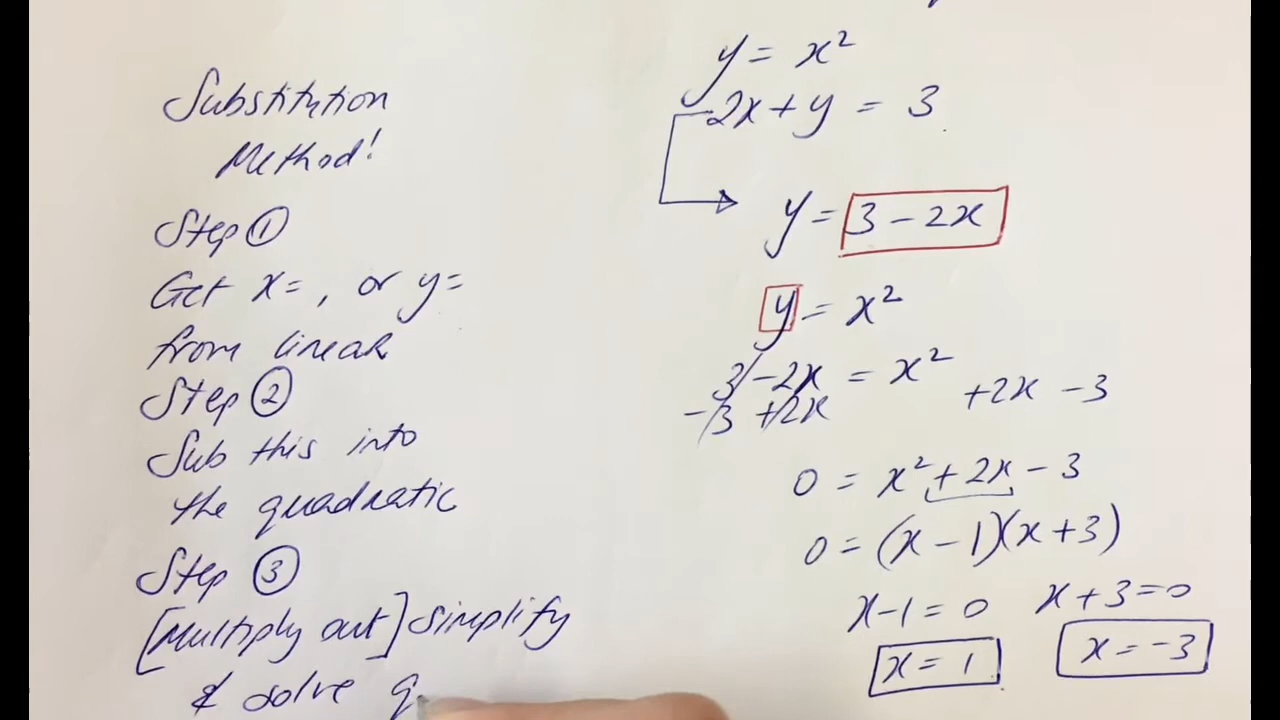 Substitution
Method!
Step ①
Get x= , or y=
from linear
Step ②
Sub this into
the quadratic
Step ③
[Multiply out] simplify
& solve q
y = x²
2x + y = 3
y = 3 - 2x
y = x²
3 - 2x = x²
-3 +2x +2x - 3
0 = x² + 2x - 3
0 = (x - 1)(x + 3)
x - 1 = 0 x + 3 = 0
x = 1 x = -3